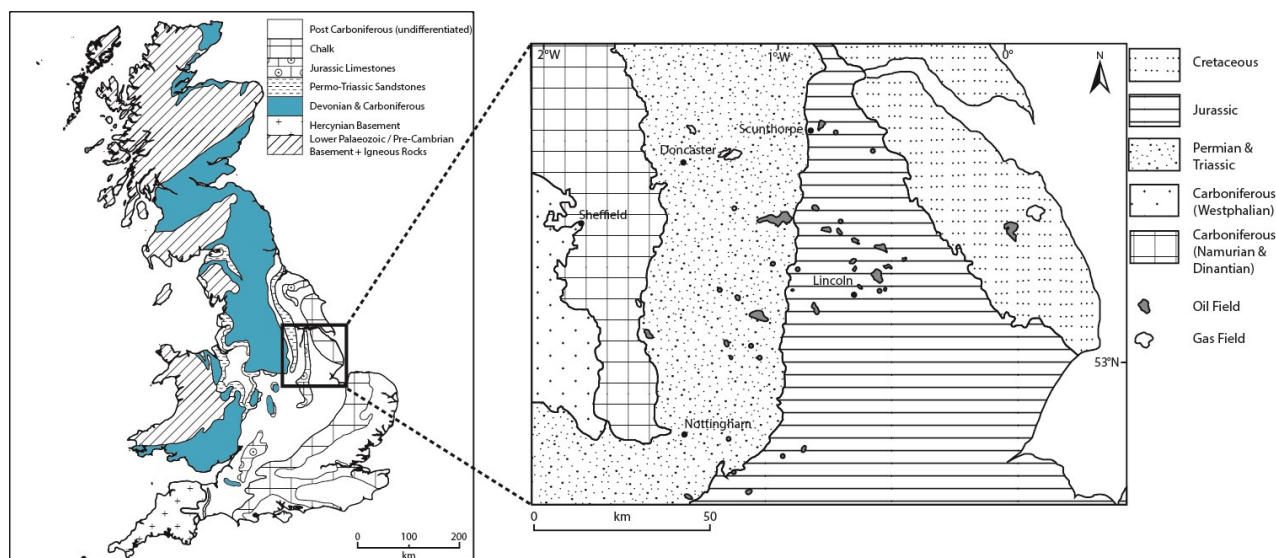 Post Carboniferous (undifferentiated)
Chalk
Jurassic Limestones
Permo-Triassic Sandstones
Devonian & Carboniferous
Hercynian Basement
Lower Palaeozoic / Pre-Cambrian
Basement + Igneous Rocks
0 100 200
km
2°W
1°W
0°
N
Scunthorpe
Doncaster
Sheffield
Lincoln
53°N
Nottingham
0 50
km
Cretaceous
Jurassic
Permian &
Triassic
Carboniferous
(Westphalian)
Carboniferous
(Namurian &
Dinantian)
Oil Field
Gas Field